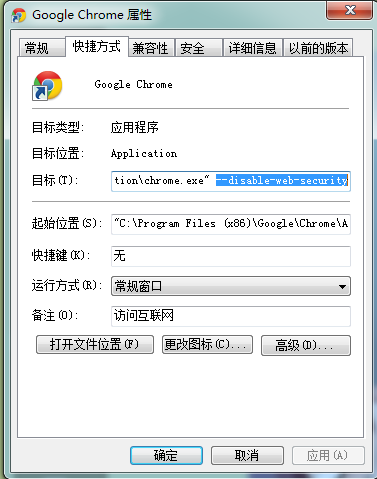 Google Chrome 属性
常规 快捷方式 兼容性 安全 详细信息 以前的版本
Google Chrome
目标类型: 应用程序
目标位置: Application
目标(T): tion\chrome.exe" --disable-web-security
起始位置(S): "C:\Program Files (x86)\Google\Chrome\A
快捷键(K): 无
运行方式(R): 常规窗口
备注(O): 访问互联网
打开文件位置(F) 更改图标(C)... 高级(D)...
确定 取消 应用(A)